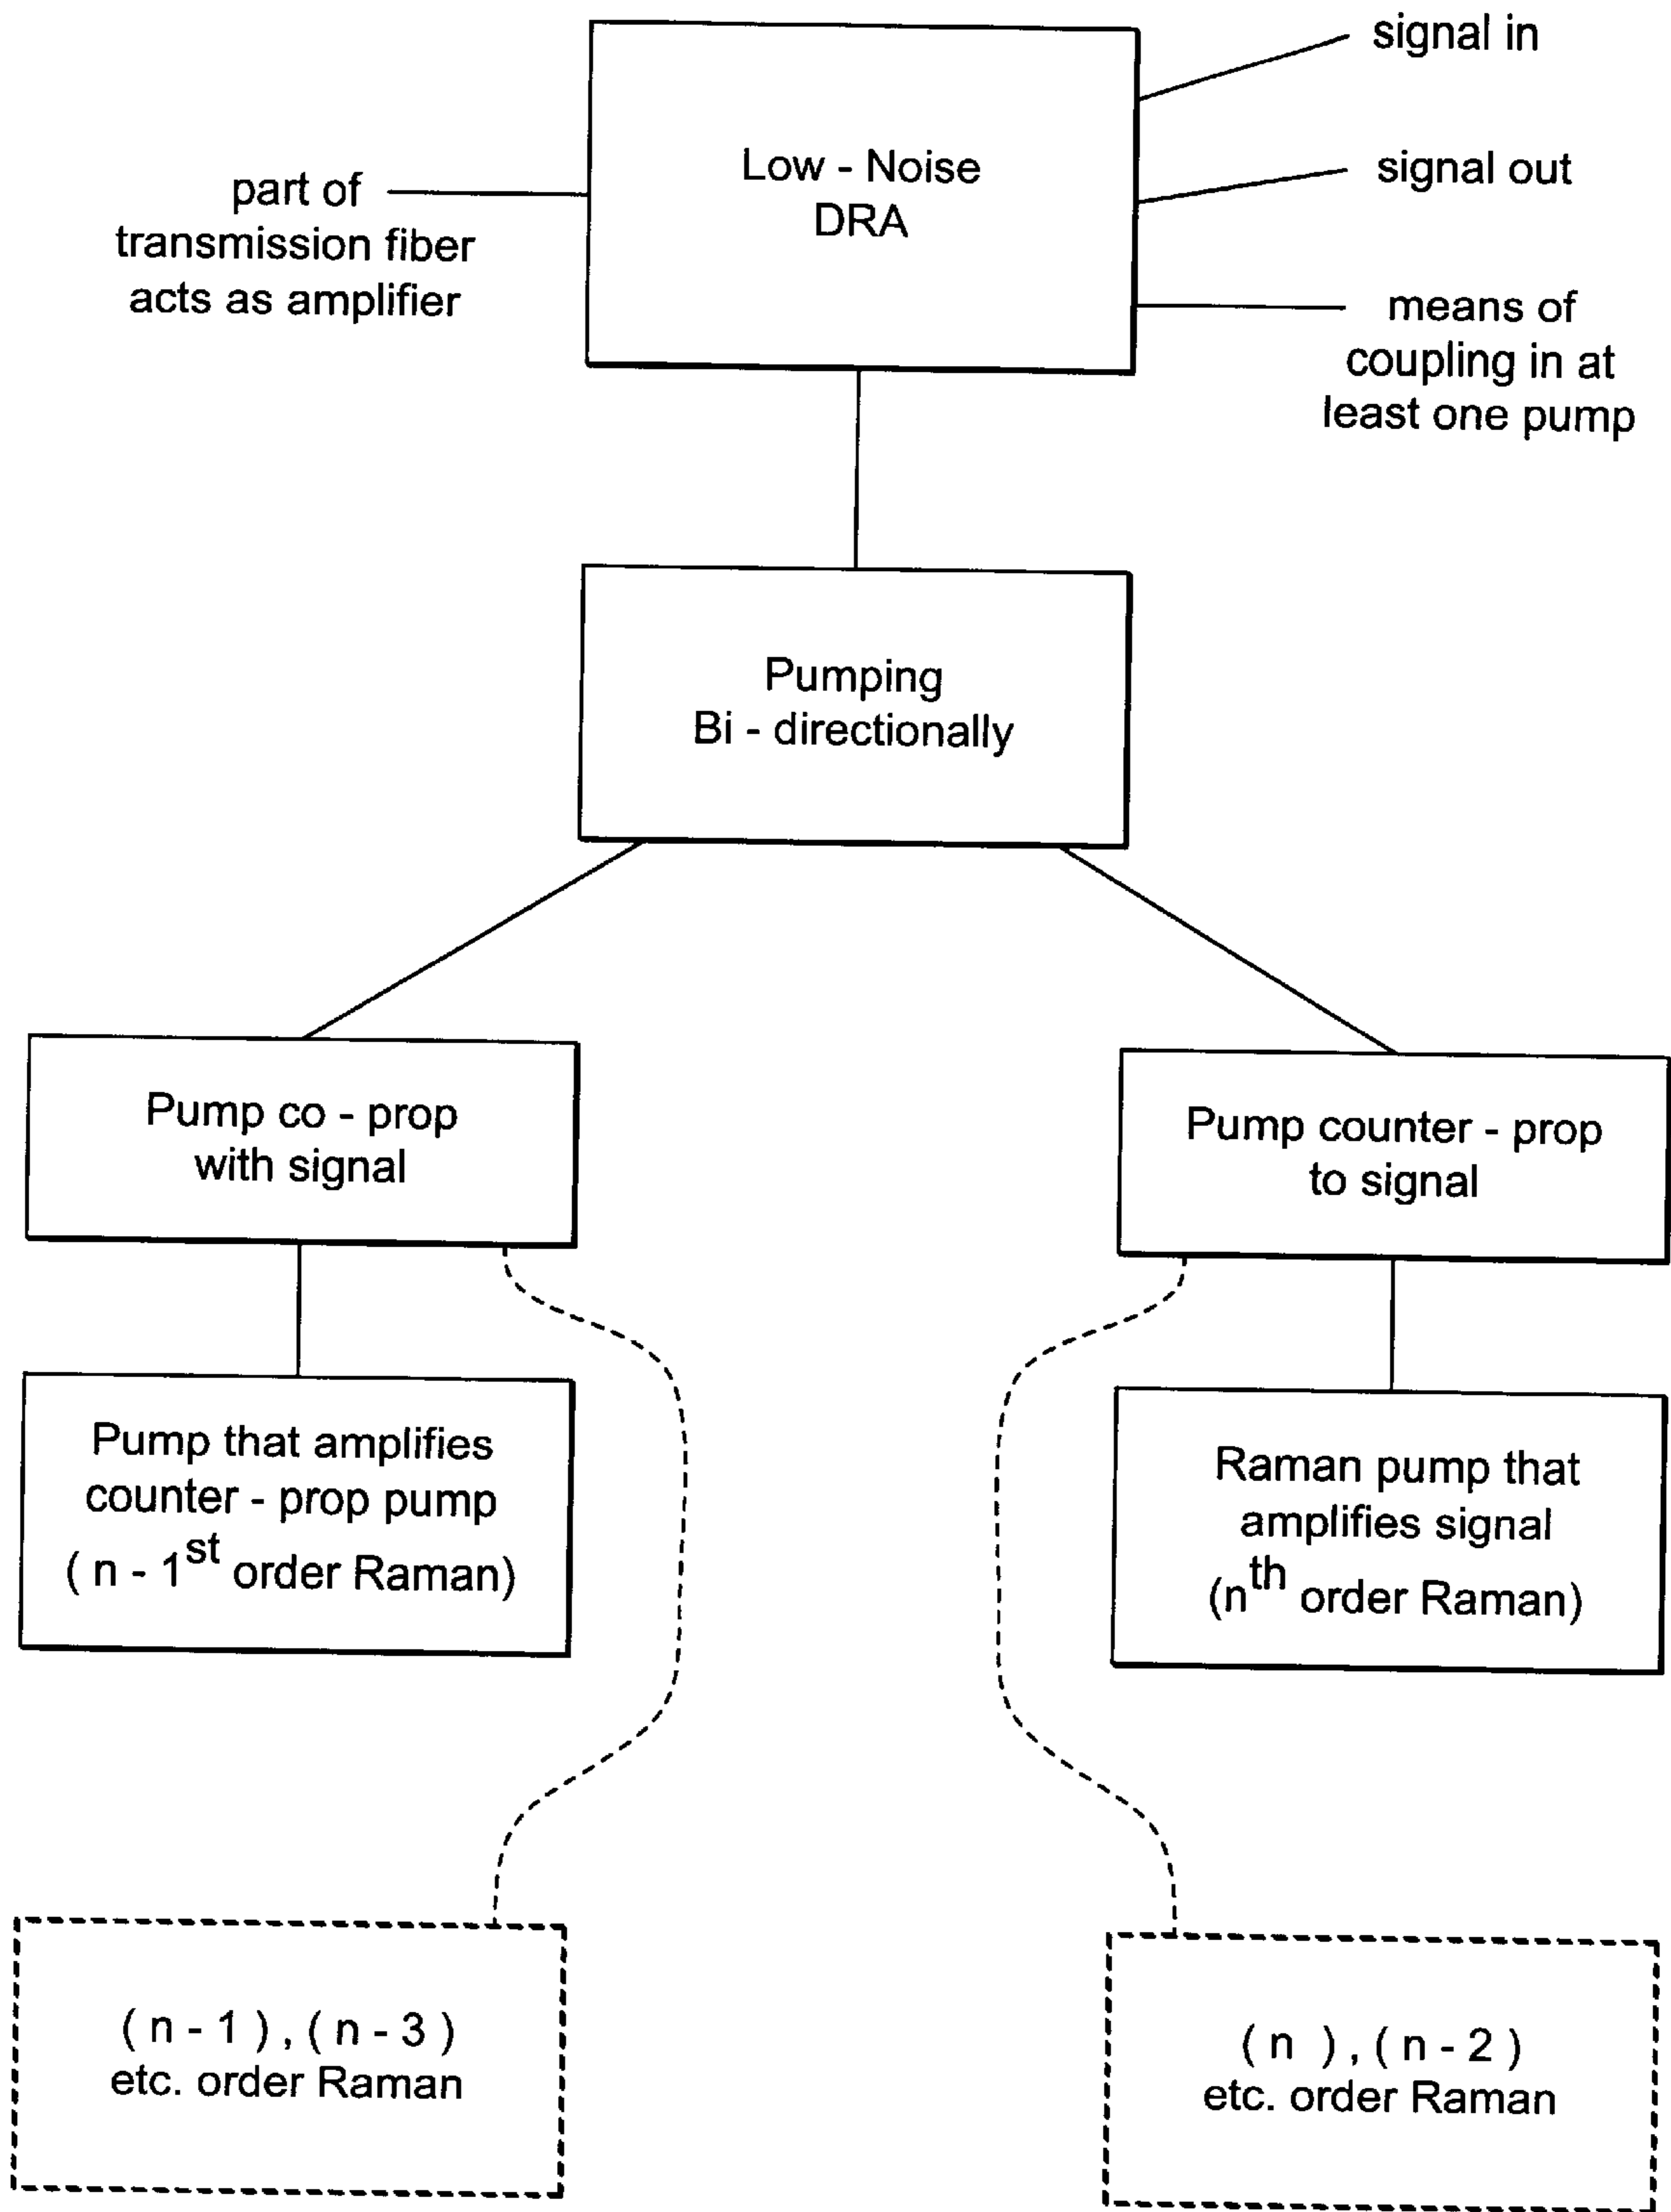 signal in
Low - Noise
DRA
signal out
part of
transmission fiber
acts as amplifier
means of
coupling in at
least one pump
Pumping
Bi - directionally
Pump co - prop
with signal
Pump counter - prop
to signal
Pump that amplifies
counter - prop pump
( n - 1st order Raman)
Raman pump that
amplifies signal
(nth order Raman)
( n - 1 ) , ( n - 3 )
etc. order Raman
( n ) , ( n - 2 )
etc. order Raman